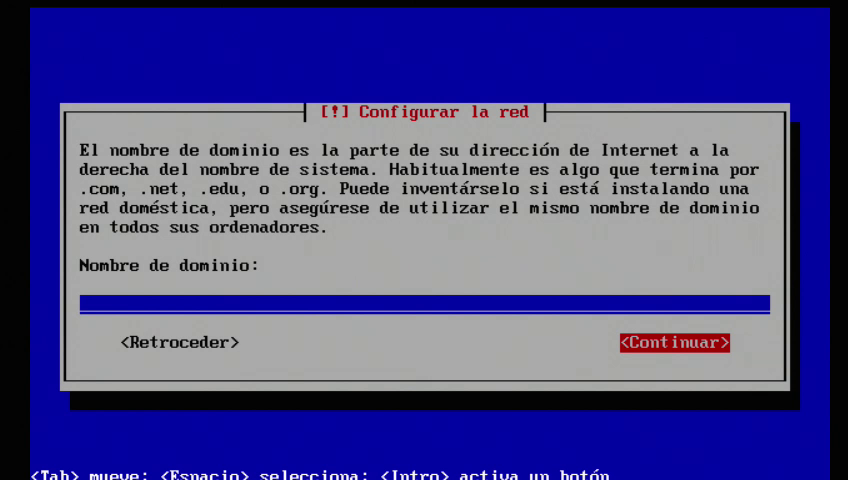 [!] Configurar la red
El nombre de dominio es la parte de su dirección de Internet a la
derecha del nombre de sistema. Habitualmente es algo que termina por
.com, .net, .edu, o .org. Puede inventárselo si está instalando una
red doméstica, pero asegúrese de utilizar el mismo nombre de dominio
en todos sus ordenadores.
Nombre de dominio:
<Retroceder> <Continuar>
<Tab> mueve; <Espacio> selecciona; <Intro> activa un botón